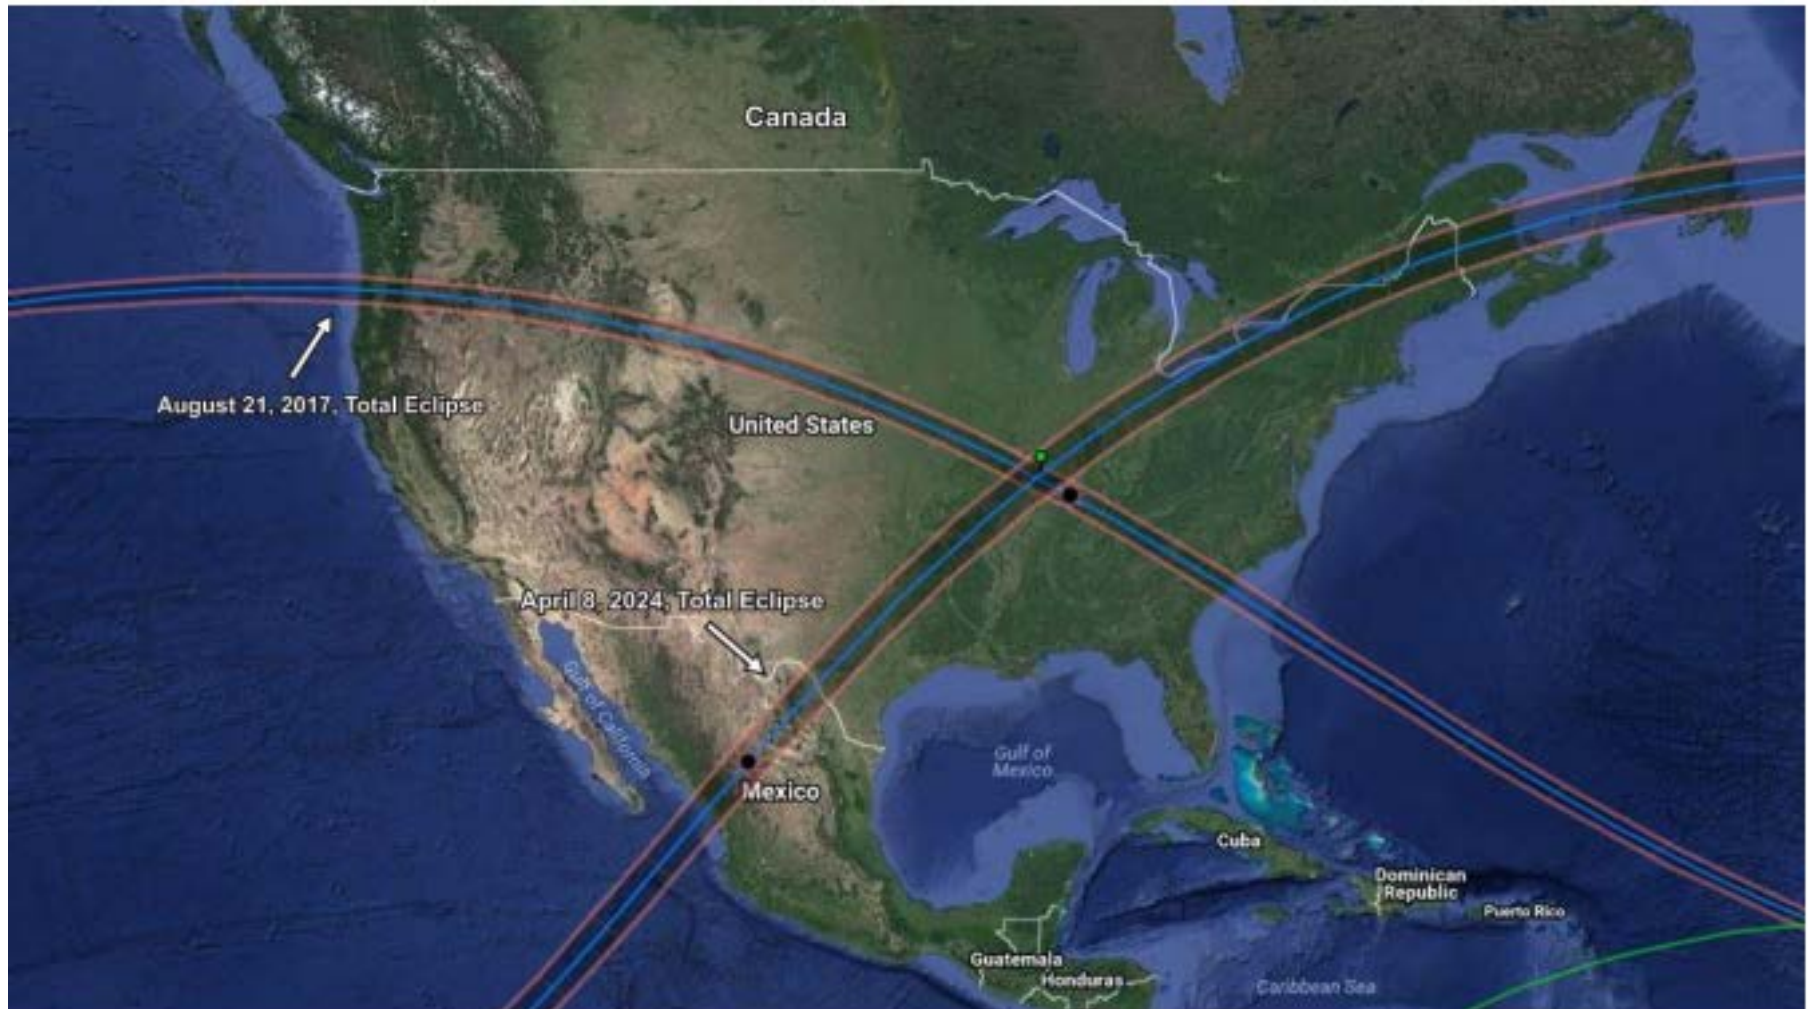 Canada
August 21, 2017, Total Eclipse
United States
April 8, 2024, Total Eclipse
Gulf of California
Gulf of
Mexico
Mexico
Cuba
Dominican
Republic
Puerto Rico
Guatemala
Honduras
Caribbean Sea